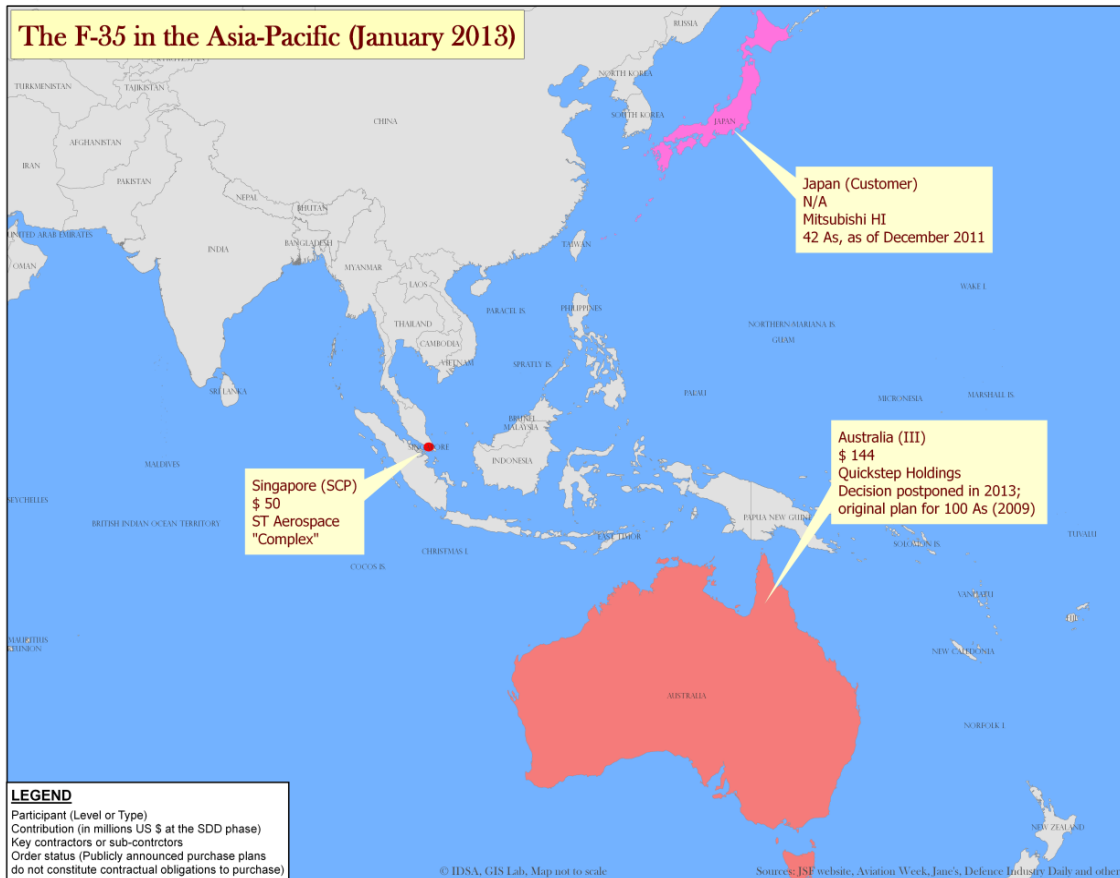 The F-35 in the Asia-Pacific (January 2013)
RUSSIA
TURKMENISTAN
TAJIKISTAN
NORTH KOREA
SOUTH KOREA
JAPAN
CHINA
AFGHANISTAN
IRAN
PAKISTAN
NEPAL
BHUTAN
UNITED ARAB EMIRATES
OMAN
INDIA
BANGLADESH
MYANMAR
TAIWAN
Japan (Customer)
N/A
Mitsubishi HI
42 As, as of December 2011
LAOS
THAILAND
CAMBODIA
VIETNAM
PARACEL IS.
PHILIPPINES
WAKE I.
NORTHERN MARIANA IS.
GUAM
SPRATLY IS.
SRI LANKA
PALAU
MICRONESIA
MARSHALL IS.
BRUNEI
MALAYSIA
SINGAPORE
INDONESIA
MALDIVES
Singapore (SCP)
$ 50
ST Aerospace
"Complex"
Australia (III)
$ 144
Quickstep Holdings
Decision postponed in 2013;
original plan for 100 As (2009)
SEYCHELLES
BRITISH INDIAN OCEAN TERRITORY
PAPUA NEW GUIN
EAST TIMOR
SOLOMON IS.
TUVALU
CHRISTMAS I.
COCOS IS.
VANUATU
MAURITIUS
REUNION
NEW CALEDONIA
AUSTRALIA
NORFOLK I.
NEW ZEALAND
LEGEND
Participant (Level or Type)
Contribution (in millions US $ at the SDD phase)
Key contractors or sub-contrctors
Order status (Publicly announced purchase plans
do not constitute contractual obligations to purchase)
© IDSA, GIS Lab, Map not to scale
Sources: JSF website, Aviation Week, Jane's, Defence Industry Daily and other